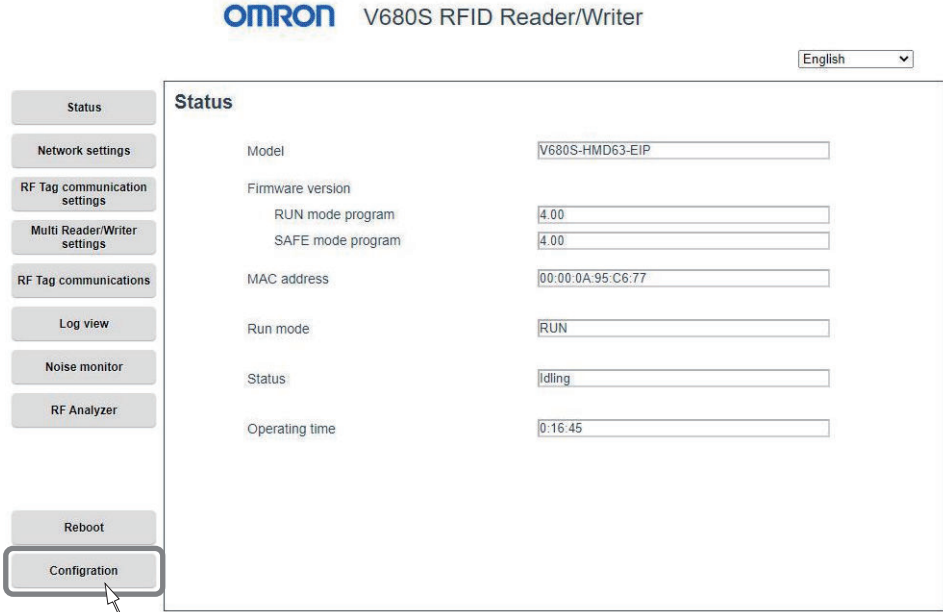 OMRON V680S RFID Reader/Writer
English
Status
Network settings
RF Tag communication
settings
Multi Reader/Writer
settings
RF Tag communications
Log view
Noise monitor
RF Analyzer
Reboot
Configration
Status
Model V680S-HMD63-EIP
Firmware version
RUN mode program 4.00
SAFE mode program 4.00
MAC address 00:00:0A:95:C6:77
Run mode RUN
Status Idling
Operating time 0:16:45